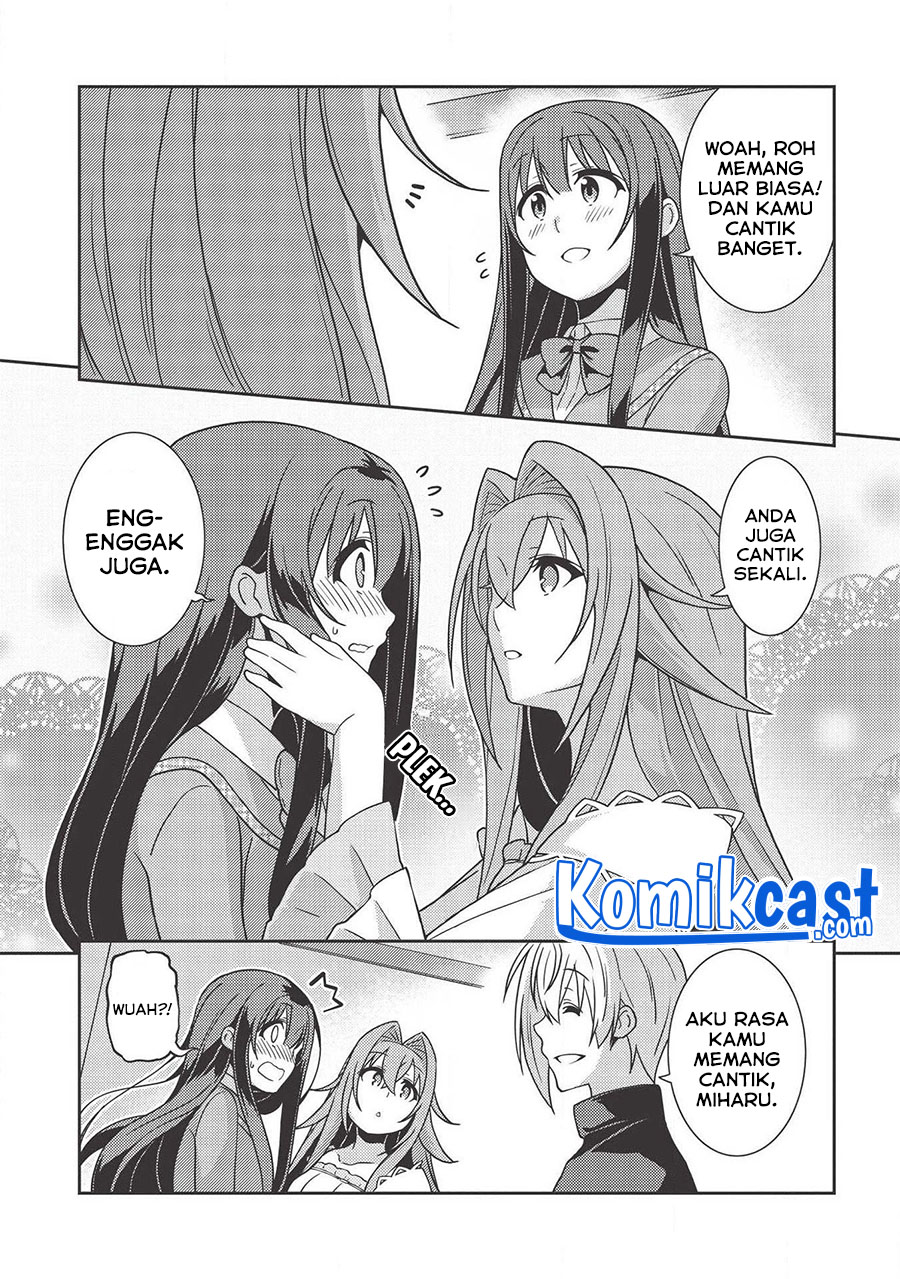 WOAH, ROH
MEMANG
LUAR BIASA!
DAN KAMU
CANTIK
BANGET.
ANDA
JUGA
CANTIK
SEKALI.
ENG-
ENGGAK
JUGA.
PLEK...
Komikcast
.com
WUAH?!
AKU RASA
KAMU
MEMANG
CANTIK,
MIHARU.